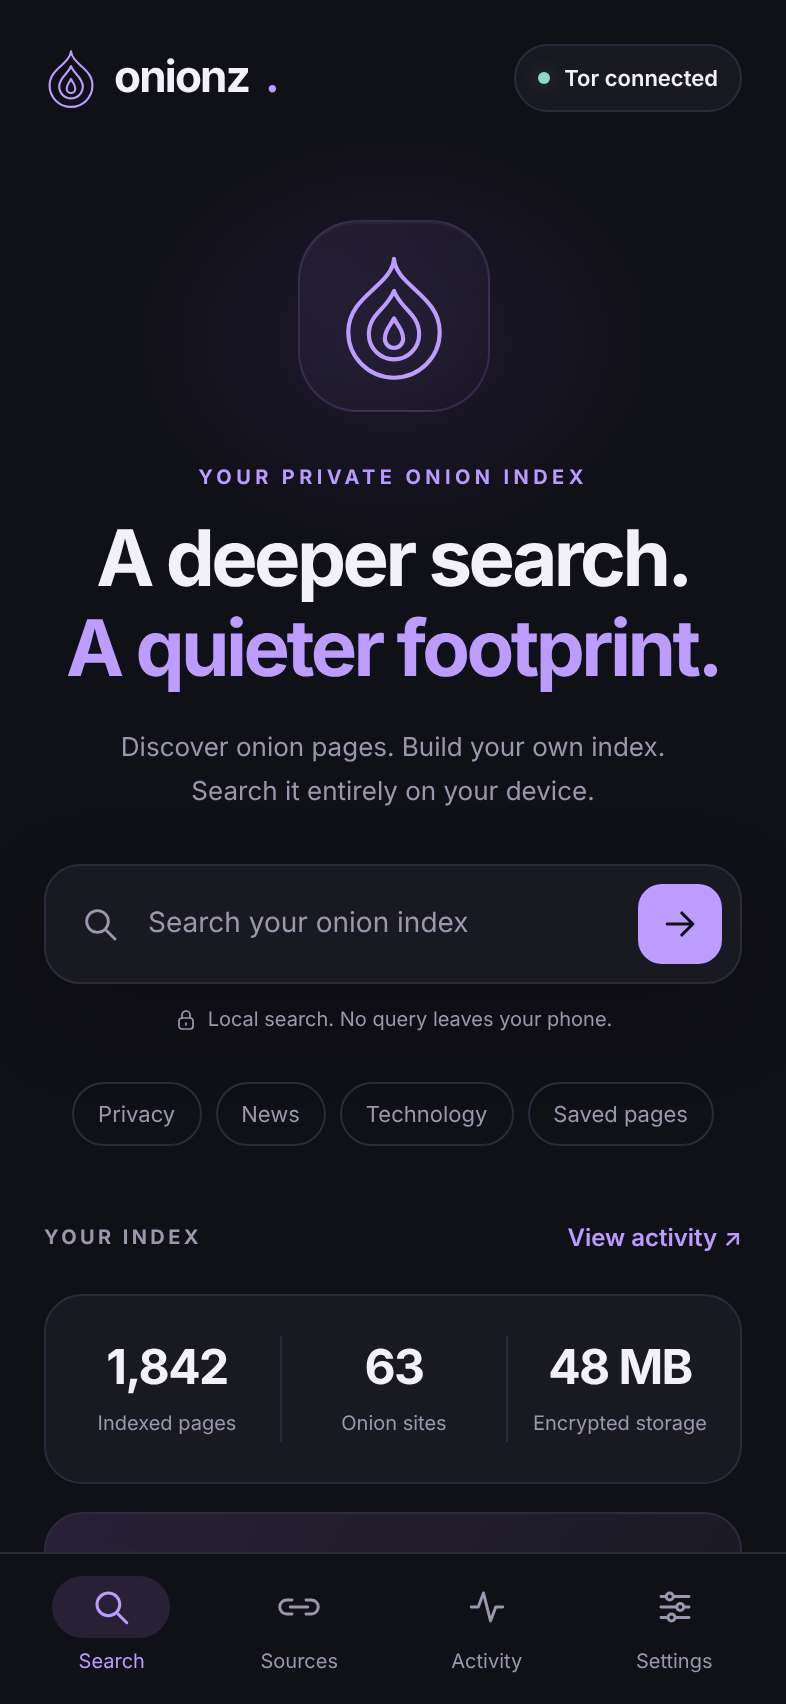 onionz .
Tor connected
YOUR PRIVATE ONION INDEX
A deeper search.
A quieter footprint.
Discover onion pages. Build your own index.
Search it entirely on your device.
Search your onion index
Local search. No query leaves your phone.
Privacy
News
Technology
Saved pages
YOUR INDEX
View activity ↗
1,842
Indexed pages
63
Onion sites
48 MB
Encrypted storage
Search
Sources
Activity
Settings